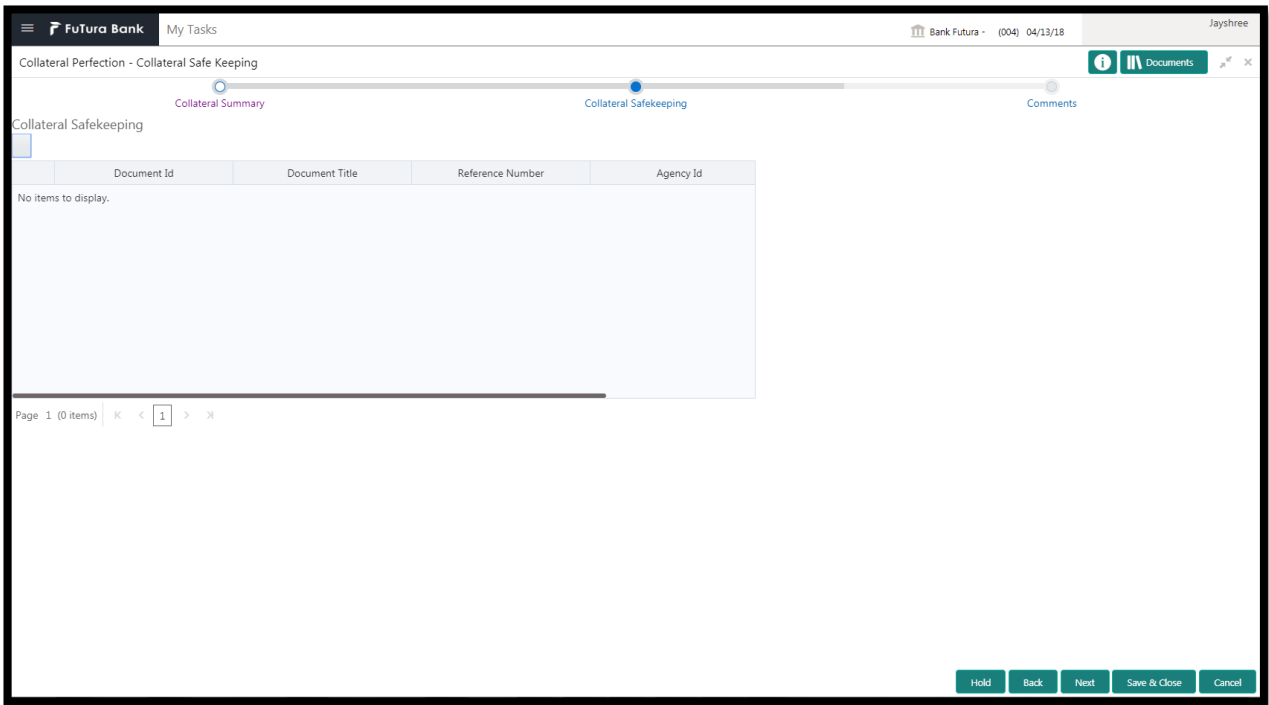 FuTura Bank My Tasks Bank Futura - (004) 04/13/18 Jayshree
Collateral Perfection - Collateral Safe Keeping Documents
Collateral Summary Collateral Safekeeping Comments
Collateral Safekeeping
Document Id Document Title Reference Number Agency Id
No items to display.
Page 1 (0 items) 1
Hold Back Next Save & Close Cancel